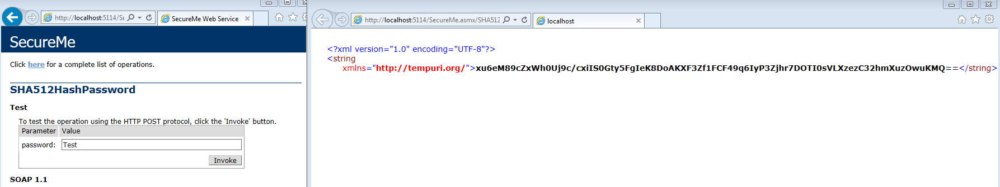 http://localhost:5114/Se
SecureMe Web Service
SecureMe
Click here for a complete list of operations.
SHA512HashPassword
Test
To test the operation using the HTTP POST protocol, click the 'Invoke' button.
Parameter Value
password: Test
Invoke
SOAP 1.1
http://localhost:5114/SecureMe.asmx/SHA512
localhost
<?xml version="1.0" encoding="UTF-8"?>
<string
xmlns="http://tempuri.org/">xu6eM89cZxWh0Uj9c/cxiIS0Gty5FgIeK8DoAKXF3Zf1FCF49q6IyP3Zjhr7DOTI0sVLXzezC32hmXuzOwuKMQ==</string>